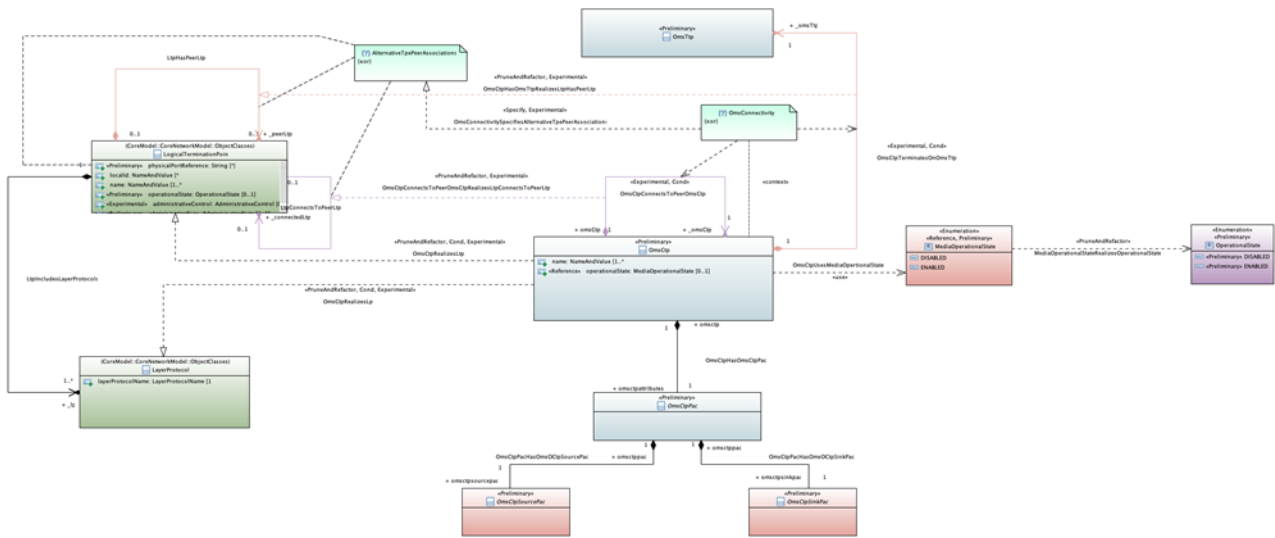 «Preliminary»
OmsTtp
+ _omsTtp
1
AlternativeTpePeerAssociations
{xor}
LtpHasPeerLtp
«PruneAndRefactor, Experimental»
OmsCtpHasOmsTtpRealizesLtpHasPeerLtp
«Specify, Experimental»
OmsConnectivitySpecifiesAlternativeTpePeerAssociation:
OmsConnectivity
{xor}
0..1
+ _peerLtp
(CoreModel::CoreNetworkModel::ObjectClasses)
LogicalTerminationPoin
«Preliminary» physicalPortReference: String [*]
localId: NameAndValue [*
name: NameAndValue [1..*
«Preliminary» operationalState: OperationalState [0..1]
«Experimental» administrativeControl: AdministrativeControl [
1
0..1
LtpConnectsToPeerLtp
+ _connectedLtp
0..1
«PruneAndRefactor, Experimental»
OmsCtpConnectsToPeerOmsCtpRealizesLtpConnectsToPeerLtp
«Experimental, Cond»
OmsCtpConnectsToPeerOmsCtp
«context»
«Experimental, Cond»
OmsCtpTerminatesOnOmsTtp
+ omsCtp
1
+ _omsCtp
1
«PruneAndRefactor, Cond, Experimental»
OmsCtpRealizesLtp
«Preliminary»
OmsCtp
name: NameAndValue [1..*
«Reference» operationalState: MediaOperationalState [0..1]
1
OmsCtpUsesMediaOpertionalState
«use»
«Enumeration»
«Reference, Preliminary»
MediaOperationalState
DISABLED
ENABLED
«PruneAndRefactor»
MediaOperationalStateRealizesOperationalState
«Enumeration»
«Preliminary»
OperationalState
«Preliminary» DISABLED
«Preliminary» ENABLED
LtpIncludesLayerProtocols
«PruneAndRefactor, Cond, Experimental»
OmsCtpRealizesLp
1
+ omsctp
OmsCtpHasOmsCtpPac
(CoreModel::CoreNetworkModel::ObjectClasses)
LayerProtocol
layerProtocolName: LayerProtocolName [1
1..*
+ _lp
+ omsctpattributes
1
«Preliminary»
OmsCtpPac
1
+ omsctppac
1
+ omsctppac
OmsCtpPacHasOmsOCtpSourcePac
OmsCtpPacHasOmsOCtpSinkPac
1
+ omsctpsourcepac
+ omsctpsinkpac
1
«Preliminary»
OmsCtpSourcePac
«Preliminary»
OmsCtpSinkPac